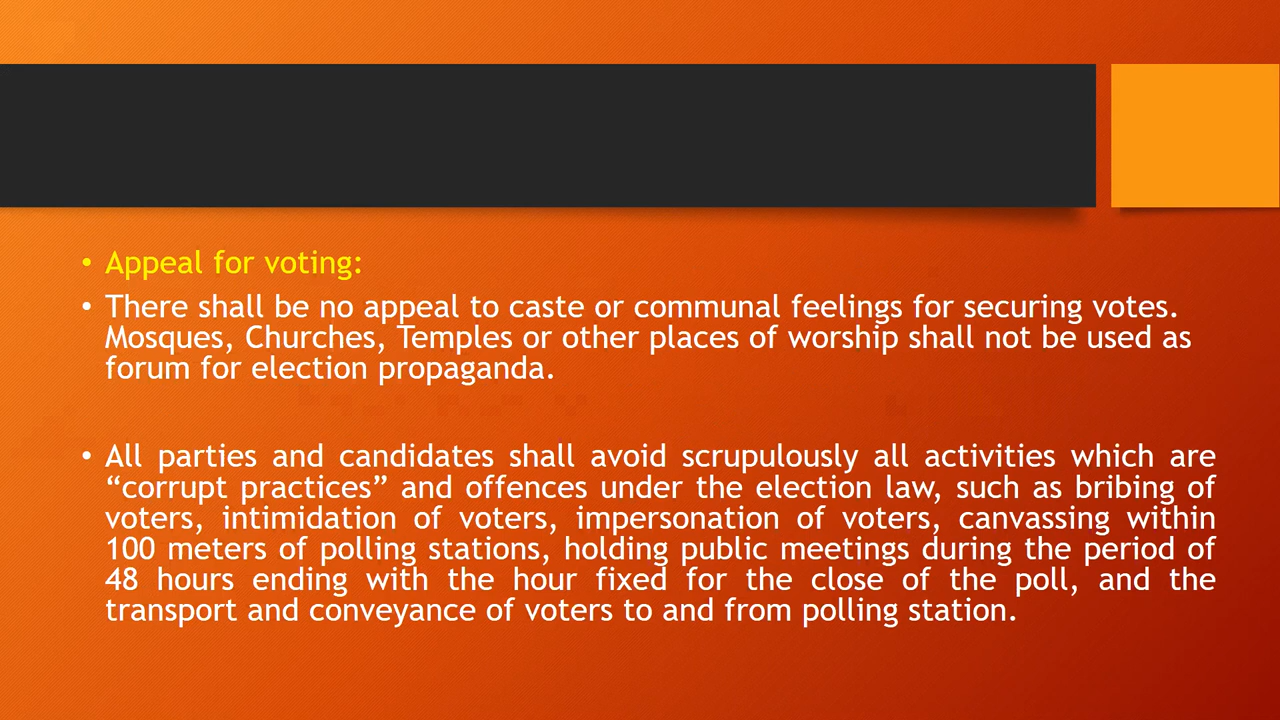 • Appeal for voting:
• There shall be no appeal to caste or communal feelings for securing votes.
Mosques, Churches, Temples or other places of worship shall not be used as
forum for election propaganda.
• All parties and candidates shall avoid scrupulously all activities which are
“corrupt practices” and offences under the election law, such as bribing of
voters, intimidation of voters, impersonation of voters, canvassing within
100 meters of polling stations, holding public meetings during the period of
48 hours ending with the hour fixed for the close of the poll, and the
transport and conveyance of voters to and from polling station.